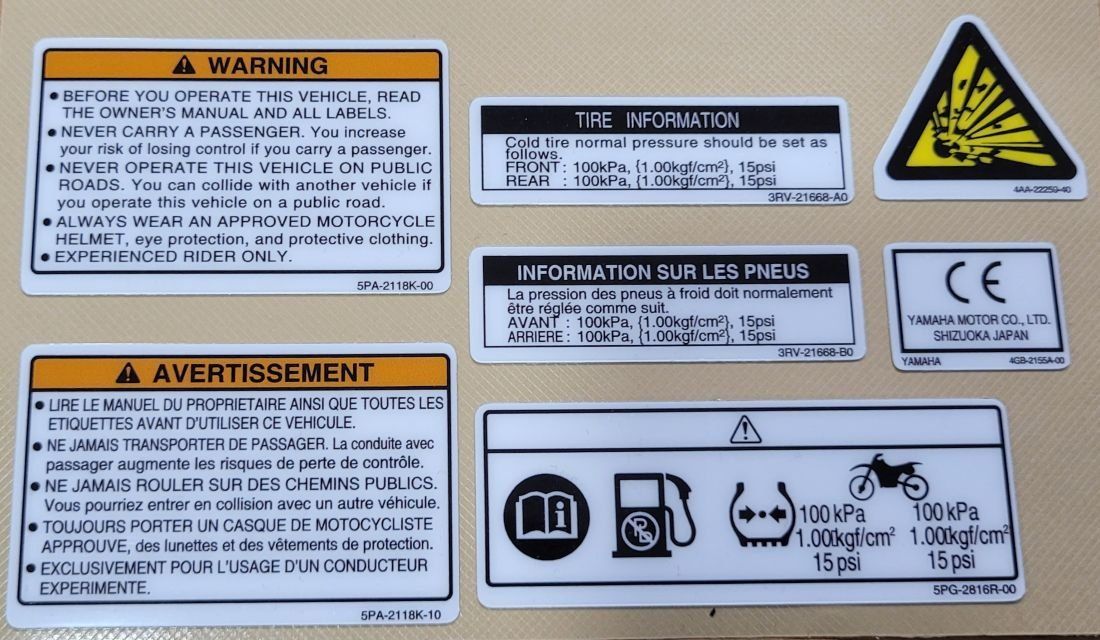 WARNING
• BEFORE YOU OPERATE THIS VEHICLE, READ
THE OWNER'S MANUAL AND ALL LABELS.
• NEVER CARRY A PASSENGER. You increase
your risk of losing control if you carry a passenger.
• NEVER OPERATE THIS VEHICLE ON PUBLIC
ROADS. You can collide with another vehicle if
you operate this vehicle on a public road.
• ALWAYS WEAR AN APPROVED MOTORCYCLE
HELMET, eye protection, and protective clothing.
• EXPERIENCED RIDER ONLY.
5PA-2118K-00
TIRE INFORMATION
Cold tire normal pressure should be set as
follows.
FRONT : 100kPa, {1.00kgf/cm²}, 15psi
REAR : 100kPa, {1.00kgf/cm²}, 15psi
3RV-21668-A0
4AA-22259-40
INFORMATION SUR LES PNEUS
La pression des pneus à froid doit normalement
être réglée comme suit.
AVANT : 100kPa, {1.00kgf/cm²}, 15psi
ARRIERE : 100kPa, {1.00kgf/cm²}, 15psi
3RV-21668-B0
CE
YAMAHA MOTOR CO., LTD.
SHIZUOKA JAPAN
YAMAHA 4GB-2155A-00
AVERTISSEMENT
• LIRE LE MANUEL DU PROPRIETAIRE AINSI QUE TOUTES LES
ETIQUETTES AVANT D'UTILISER CE VEHICULE.
• NE JAMAIS TRANSPORTER DE PASSAGER. La conduite avec
passager augmente les risques de perte de contrôle.
• NE JAMAIS ROULER SUR DES CHEMINS PUBLICS.
Vous pourriez entrer en collision avec un autre véhicule.
• TOUJOURS PORTER UN CASQUE DE MOTOCYCLISTE
APPROUVE, des lunettes et des vêtements de protection.
• EXCLUSIVEMENT POUR L'USAGE D'UN CONDUCTEUR
EXPERIMENTE.
5PA-2118K-10
Pb
100 kPa 100 kPa
1.00kgf/cm² 1.00kgf/cm²
15 psi 15 psi
5PG-2816R-00